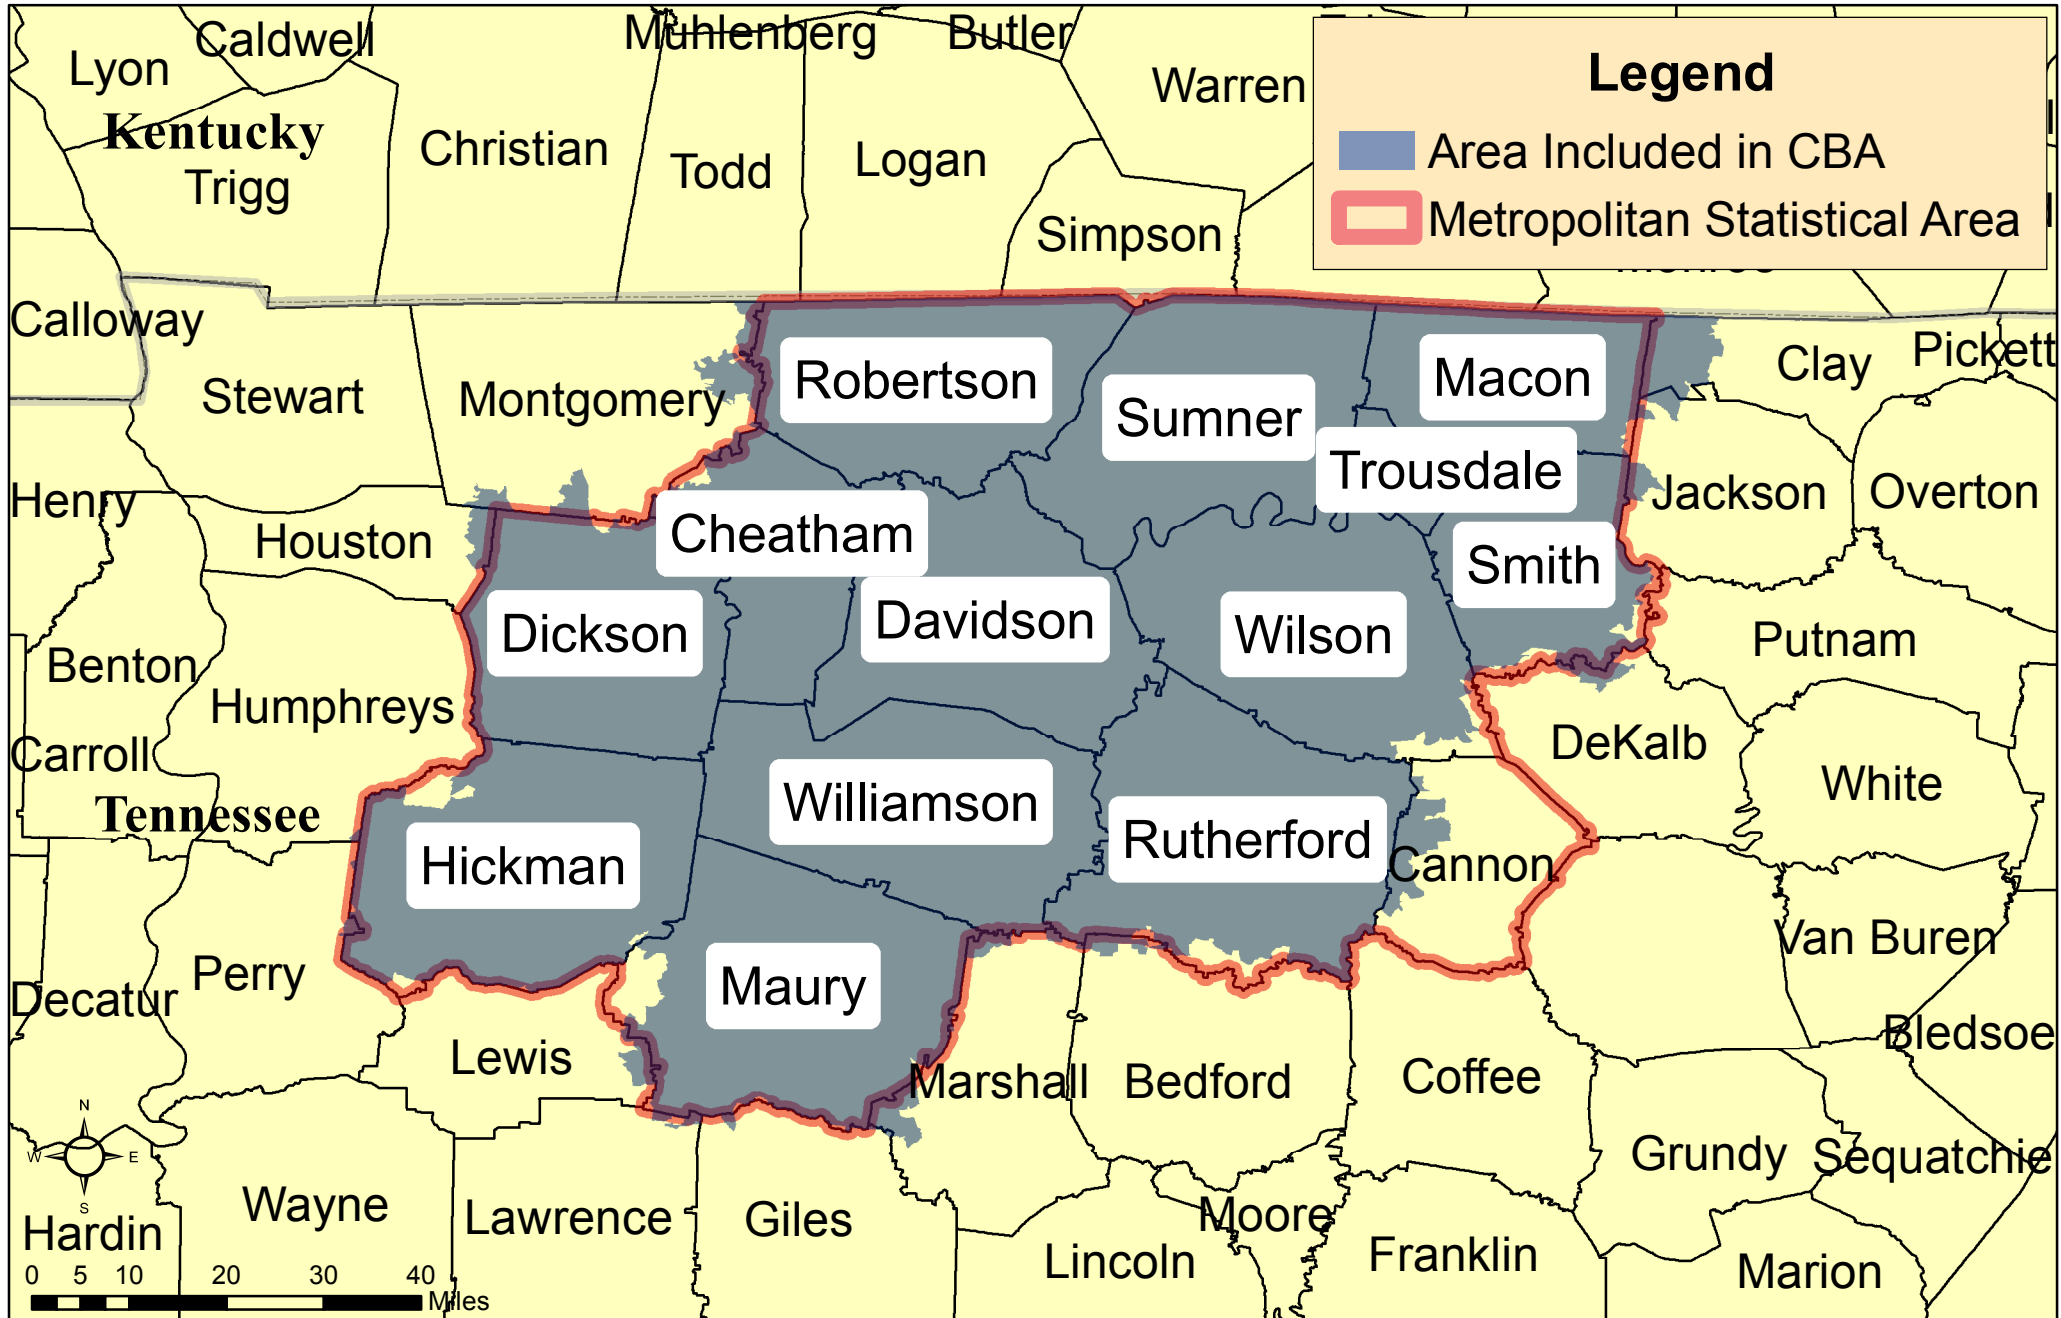 Caldwell
Muhlenberg
Butler
Lyon
Warren
Legend
Kentucky
Christian
Todd
Logan
Area Included in CBA
Trigg
Simpson
Metropolitan Statistical Area
Calloway
Robertson
Macon
Clay
Pickett
Stewart
Montgomery
Sumner
Trousdale
Henry
Jackson
Overton
Houston
Cheatham
Smith
Dickson
Davidson
Wilson
Putnam
Benton
Humphreys
DeKalb
Carroll
White
Tennessee
Williamson
Rutherford
Hickman
Cannon
Van Buren
Perry
Maury
Decatur
Bledsoe
Lewis
Marshall
Bedford
Coffee
N
W
E
S
Grundy
Sequatchie
Wayne
Lawrence
Giles
Moore
Hardin
Lincoln
Franklin
Marion
0 5 10 20 30 40
Miles